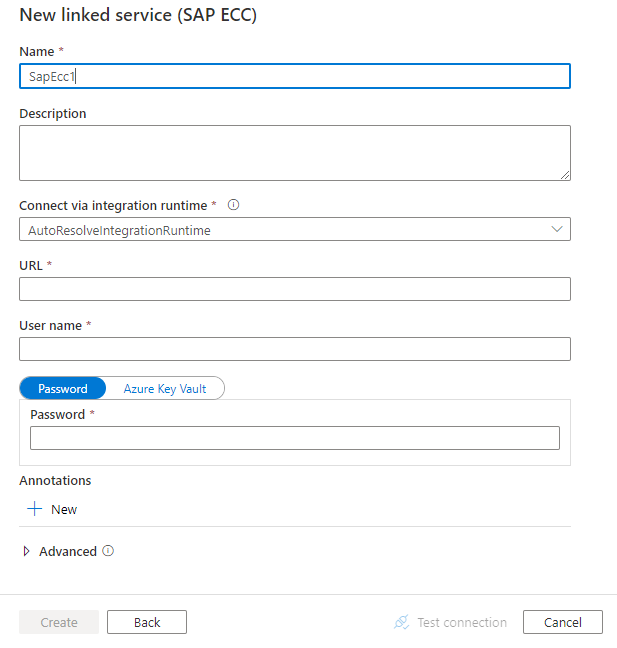 New linked service (SAP ECC)
Name *
SapEcc1
Description
Connect via integration runtime *
AutoResolveIntegrationRuntime
URL *
User name *
Password Azure Key Vault
Password *
Annotations
New
Advanced
Create Back Test connection Cancel